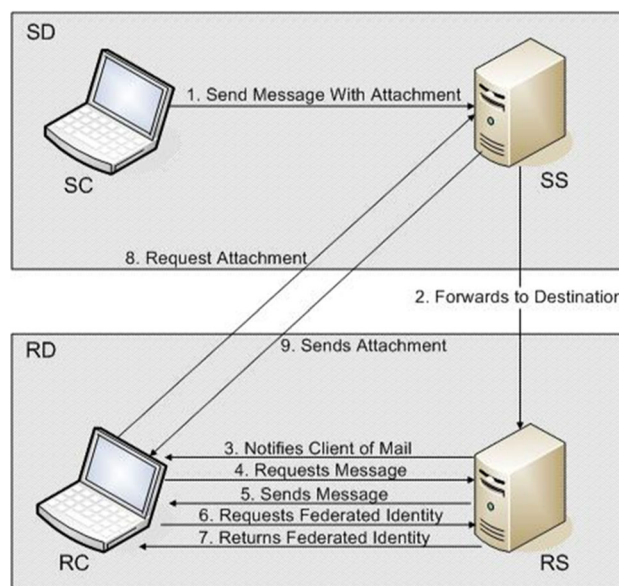 SD
1. Send Message With Attachment
SC
SS
8. Request Attachment
2. Forwards to Destination
RD
9. Sends Attachment
3. Notifies Client of Mail
4. Requests Message
5. Sends Message
6. Requests Federated Identity
7. Returns Federated Identity
RC
RS